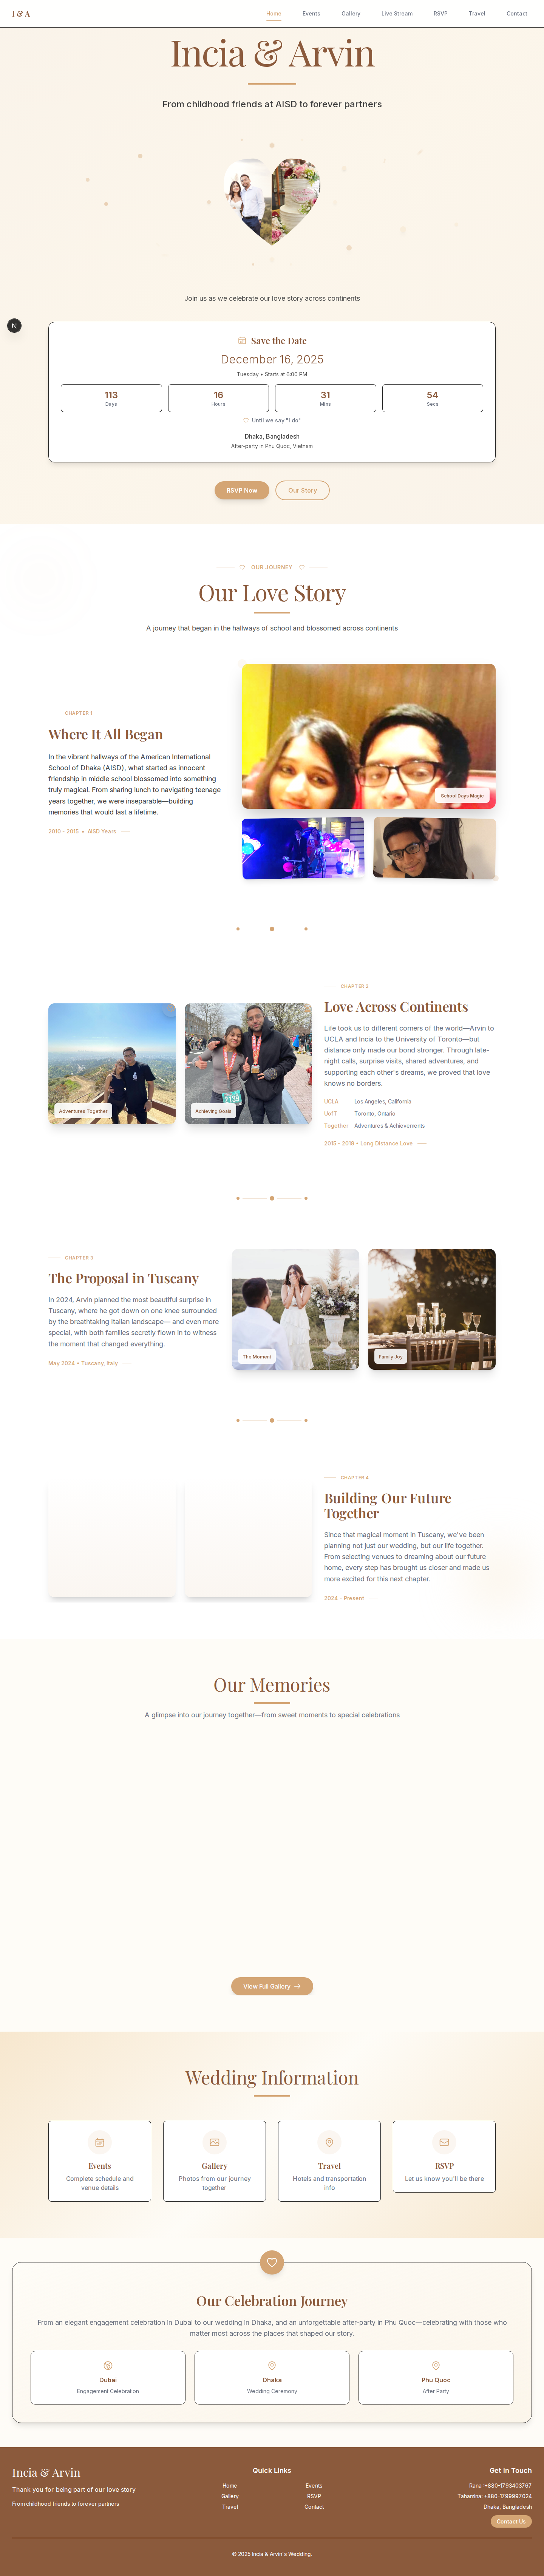 I & A
Home
Events
Gallery
Live Stream
RSVP
Travel
Contact
Incia & Arvin
From childhood friends at AISD to forever partners
Join us as we celebrate our love story across continents
N
Save the Date
December 16, 2025
Tuesday • Starts at 6:00 PM
113
Days
16
Hours
31
Mins
54
Secs
Until we say "I do"
Dhaka, Bangladesh
After-party in Phu Quoc, Vietnam
RSVP Now
Our Story
OUR JOURNEY
Our Love Story
A journey that began in the hallways of school and blossomed across continents
CHAPTER 1
Where It All Began
In the vibrant hallways of the American International
School of Dhaka (AISD), what started as innocent
friendship in middle school blossomed into something
truly magical. From sharing lunch to navigating teenage
years together, we were inseparable—building
memories that would last a lifetime.
2010 - 2015 • AISD Years
School Days Magic
CHAPTER 2
Love Across Continents
Life took us to different corners of the world—Arvin to
UCLA and Incia to the University of Toronto—but
distance only made our bond stronger. Through late-
night calls, surprise visits, shared adventures, and
supporting each other's dreams, we proved that love
knows no borders.
UCLA Los Angeles, California
UofT Toronto, Ontario
Together Adventures & Achievements
2015 - 2019 • Long Distance Love
Adventures Together
Achieving Goals
2123
CHAPTER 3
The Proposal in Tuscany
In 2024, Arvin planned the most beautiful surprise in
Tuscany, where he got down on one knee surrounded
by the breathtaking Italian landscape— and even more
special, with both families secretly flown in to witness
the moment that changed everything.
May 2024 • Tuscany, Italy
The Moment
Family Joy
CHAPTER 4
Building Our Future
Together
Since that magical moment in Tuscany, we've been
planning not just our wedding, but our life together.
From selecting venues to dreaming about our future
home, every step has brought us closer and made us
more excited for this next chapter.
2024 - Present
Our Memories
A glimpse into our journey together—from sweet moments to special celebrations
View Full Gallery
Wedding Information
Events
Complete schedule and
venue details
Gallery
Photos from our journey
together
Travel
Hotels and transportation
info
RSVP
Let us know you'll be there
Our Celebration Journey
From an elegant engagement celebration in Dubai to our wedding in Dhaka, and an unforgettable after-party in Phu Quoc—celebrating with those who
matter most across the places that shaped our story.
Dubai
Engagement Celebration
Dhaka
Wedding Ceremony
Phu Quoc
After Party
Incia & Arvin
Thank you for being part of our love story
From childhood friends to forever partners
Quick Links
Home
Events
Gallery
RSVP
Travel
Contact
Get in Touch
Rana :+880-1793403767
Tahamina: +880-1799997024
Dhaka, Bangladesh
Contact Us
© 2025 Incia & Arvin's Wedding.